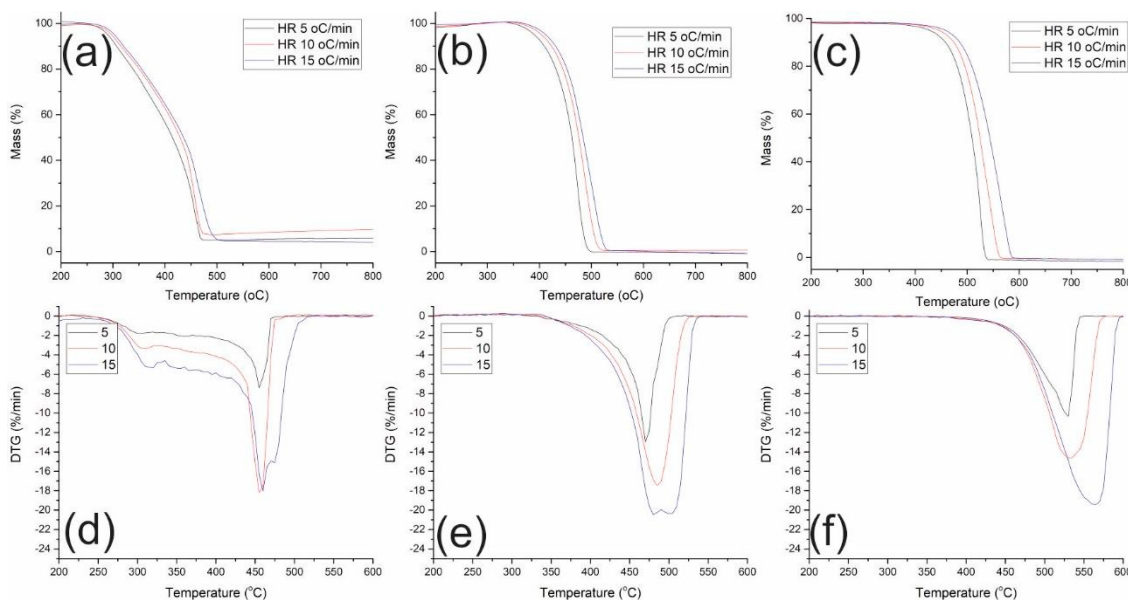 (a)
HR 5 oC/min
HR 10 oC/min
HR 15 oC/min
Mass (%)
100
80
60
40
20
0
200 300 400 500 600 700 800
Temperature (oC)
(b)
HR 5 oC/min
HR 10 oC/min
HR 15 oC/min
Mass (%)
100
80
60
40
20
0
200 300 400 500 600 700 800
Temperature (oC)
(c)
HR 5 oC/min
HR 10 oC/min
HR 15 oC/min
Mass (%)
100
80
60
40
20
0
200 300 400 500 600 700 800
Temperature (oC)
(d)
5
10
15
DTG (%/min)
0
-2
-4
-6
-8
-10
-12
-14
-16
-18
-20
-22
-24
200 250 300 350 400 450 500 550 600
Temperature (°C)
(e)
5
10
15
DTG (%/min)
0
-2
-4
-6
-8
-10
-12
-14
-16
-18
-20
-22
-24
200 250 300 350 400 450 500 550 600
Temperature (°C)
(f)
5
10
15
DTG (%/min)
0
-2
-4
-6
-8
-10
-12
-14
-16
-18
-20
-22
-24
200 250 300 350 400 450 500 550 600
Temperature (°C)